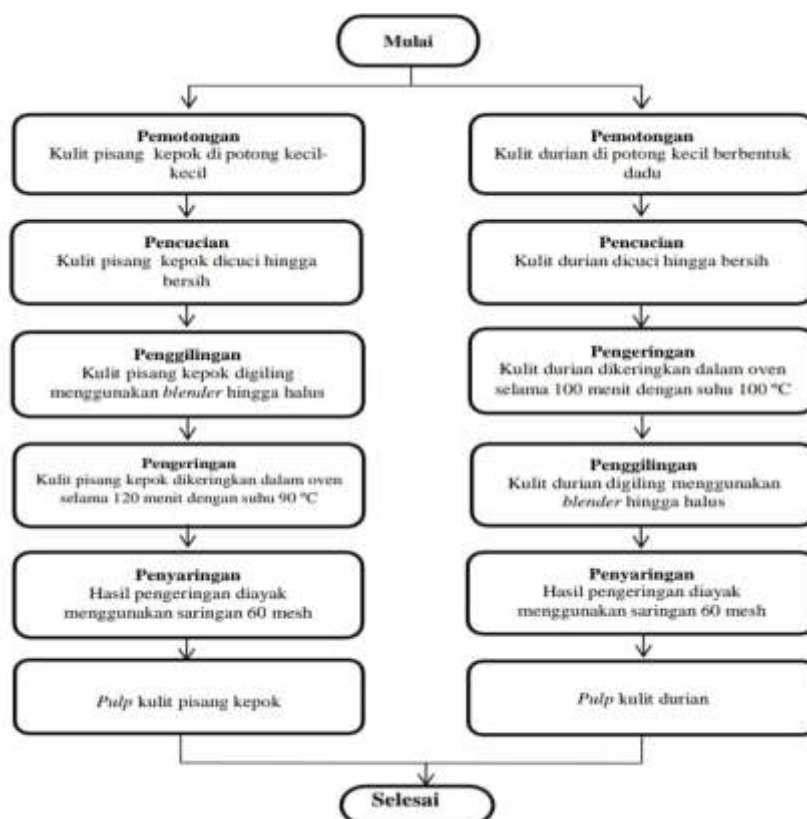 Mulai
Pemotongan
Kulit pisang kepok di potong kecil-
kecil
Pencucian
Kulit pisang kepok dicuci hingga
bersih
Penggilingan
Kulit pisang kepok digiling
menggunakan blender hingga halus
Pengeringan
Kulit pisang kepok dikeringkan dalam oven
selama 120 menit dengan suhu 90 °C
Penyaringan
Hasil pengeringan diayak
menggunakan saringan 60 mesh
Pulp kulit pisang kepok
Pemotongan
Kulit durian di potong kecil berbentuk
dadu
Pencucian
Kulit durian dicuci hingga bersih
Pengeringan
Kulit durian dikeringkan dalam oven
selama 100 menit dengan suhu 100 °C
Penggilingan
Kulit durian digiling menggunakan
blender hingga halus
Penyaringan
Hasil pengeringan diayak
menggunakan saringan 60 mesh
Pulp kulit durian
Selesai